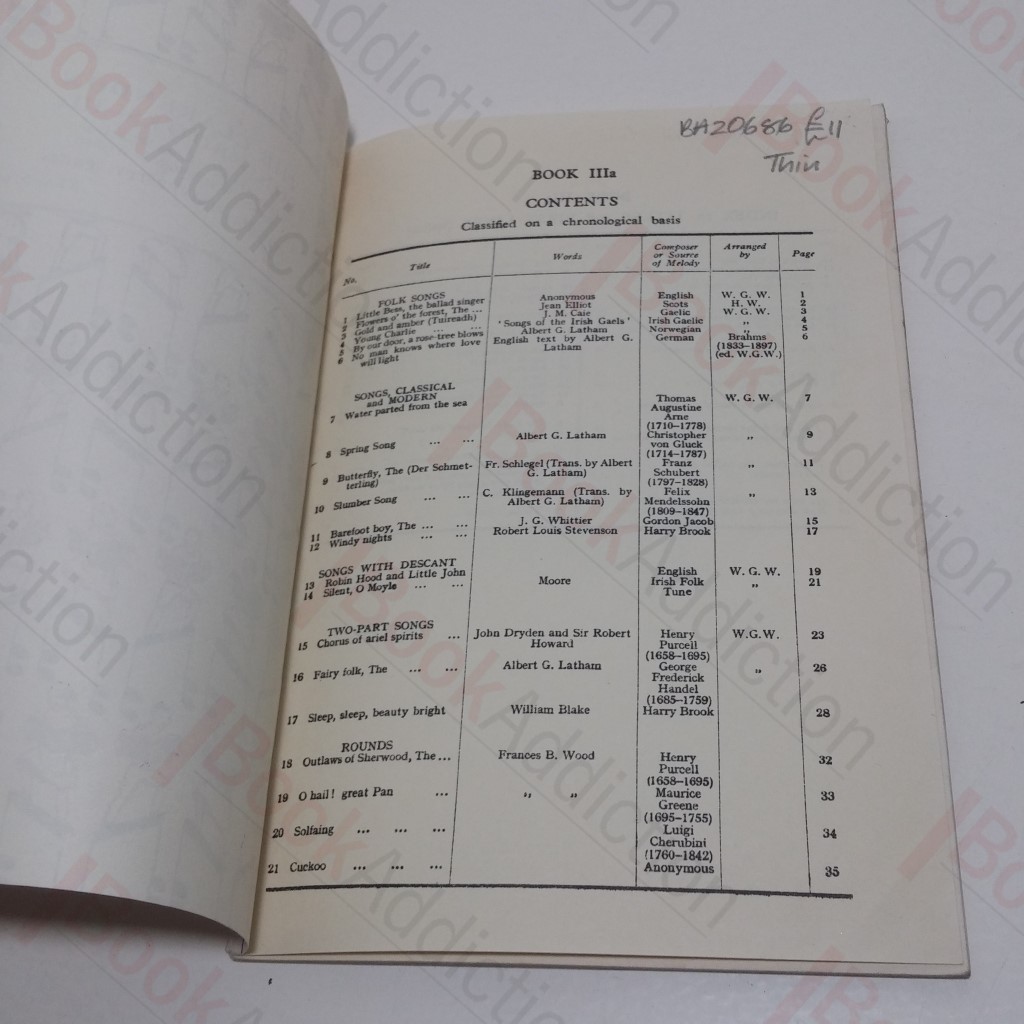 BA20686 £11
Thin
BOOK IIIa
CONTENTS
Classified on a chronological basis
No. Title Words Composer or Source of Melody Arranged by Page
FOLK SONGS
1 Little Bess, the ballad singer Anonymous English W. G. W. 1
2 Flowers o' the forest, The ... Jean Elliot Scots H. W. 2
3 Gold and amber (Tuireadh) J. M. Caie Gaelic W. G. W. 3
4 Young Charlie ... ... 'Songs of the Irish Gaels' Irish Gaelic ,, 4
5 By our door, a rose-tree blows Albert G. Latham Norwegian ,, 5
6 No man knows where love will light English text by Albert G. Latham German Brahms (1833–1897) (ed. W.G.W.) 6
SONGS, CLASSICAL
and MODERN
7 Water parted from the sea Thomas Augustine Arne (1710–1778) W. G. W. 7
8 Spring Song ... ... Albert G. Latham Christopher von Gluck (1714–1787) ,, 9
9 Butterfly, The (Der Schmetterling) Fr. Schlegel (Trans. by Albert G. Latham) Franz Schubert (1797–1828) ,, 11
10 Slumber Song ... ... C. Klingemann (Trans. by Albert G. Latham) Felix Mendelssohn (1809–1847) ,, 13
11 Barefoot boy, The ... ... J. G. Whittier Gordon Jacob 15
12 Windy nights ... ... Robert Louis Stevenson Harry Brook 17
SONGS WITH DESCANT
13 Robin Hood and Little John English W. G. W. 19
14 Silent, O Moyle ... ... Moore Irish Folk Tune ,, 21
TWO-PART SONGS
15 Chorus of ariel spirits ... John Dryden and Sir Robert Howard Henry Purcell (1658–1695) W.G.W. 23
16 Fairy folk, The ... ... Albert G. Latham George Frederick Handel (1685–1759) ,, 26
17 Sleep, sleep, beauty bright William Blake Harry Brook 28
ROUNDS
18 Outlaws of Sherwood, The ... Frances B. Wood Henry Purcell (1658–1695) 32
19 O hail! great Pan ... ,, ,, Maurice Greene (1695–1755) 33
20 Solfaing ... ... ... Luigi Cherubini (1760–1842) 34
21 Cuckoo ... ... ... Anonymous 35
BookAddiction